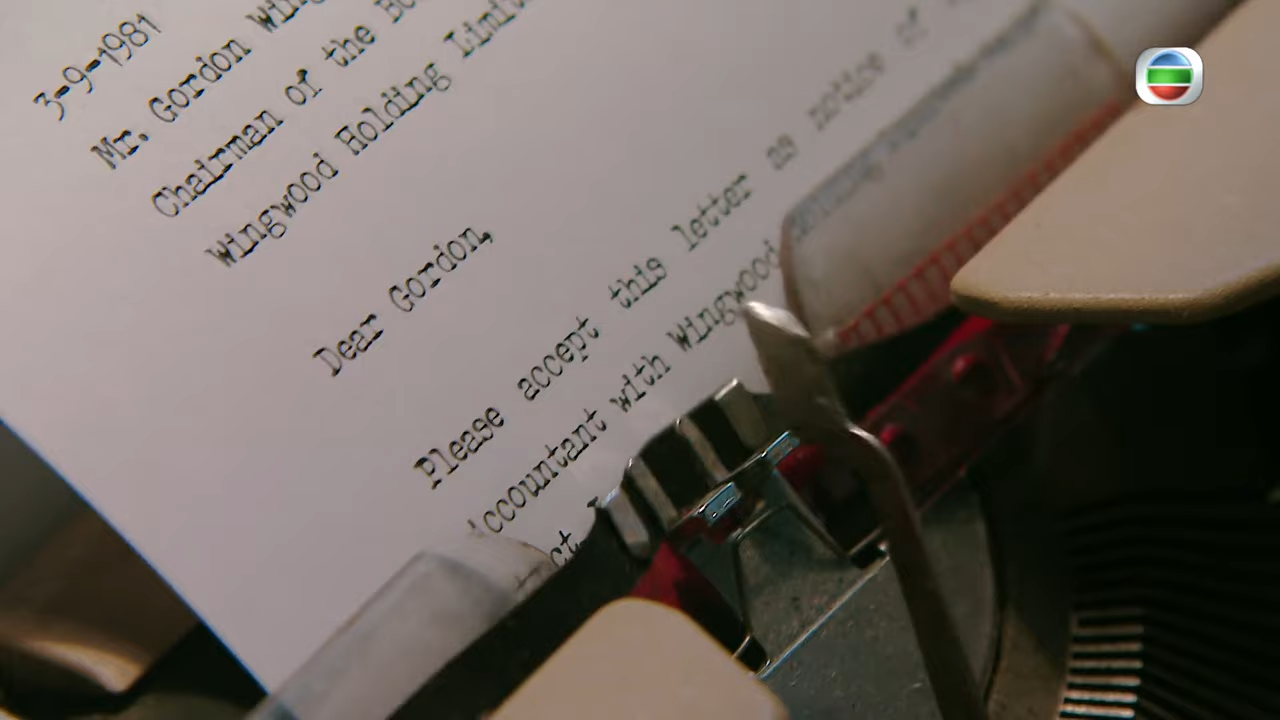 3-9-1981
Mr. Gordon
Chairman of the
Wingwood Holding
Dear Gordon,
Please accept this letter as notice of
with Wingwood